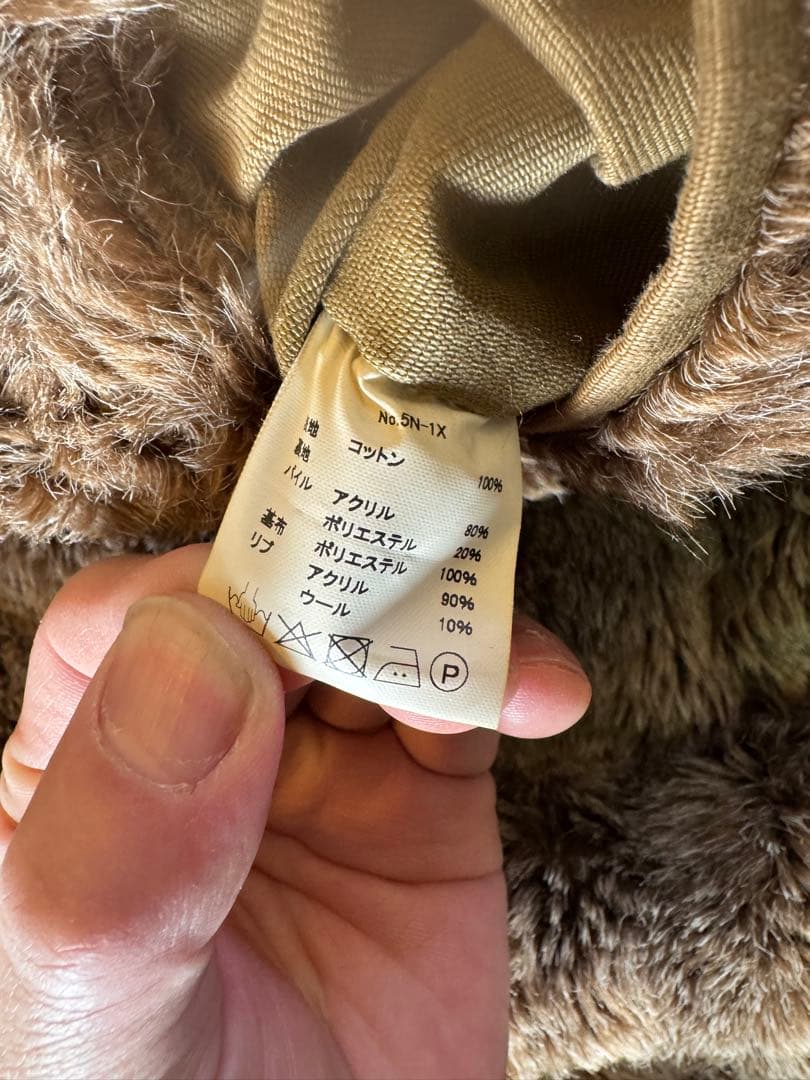 No.5N-1X
表地 コットン 100%
裏地
パイル アクリル 80%
ポリエステル 20%
基布 ポリエステル 100%
リブ アクリル 90%
ウール 10%
P